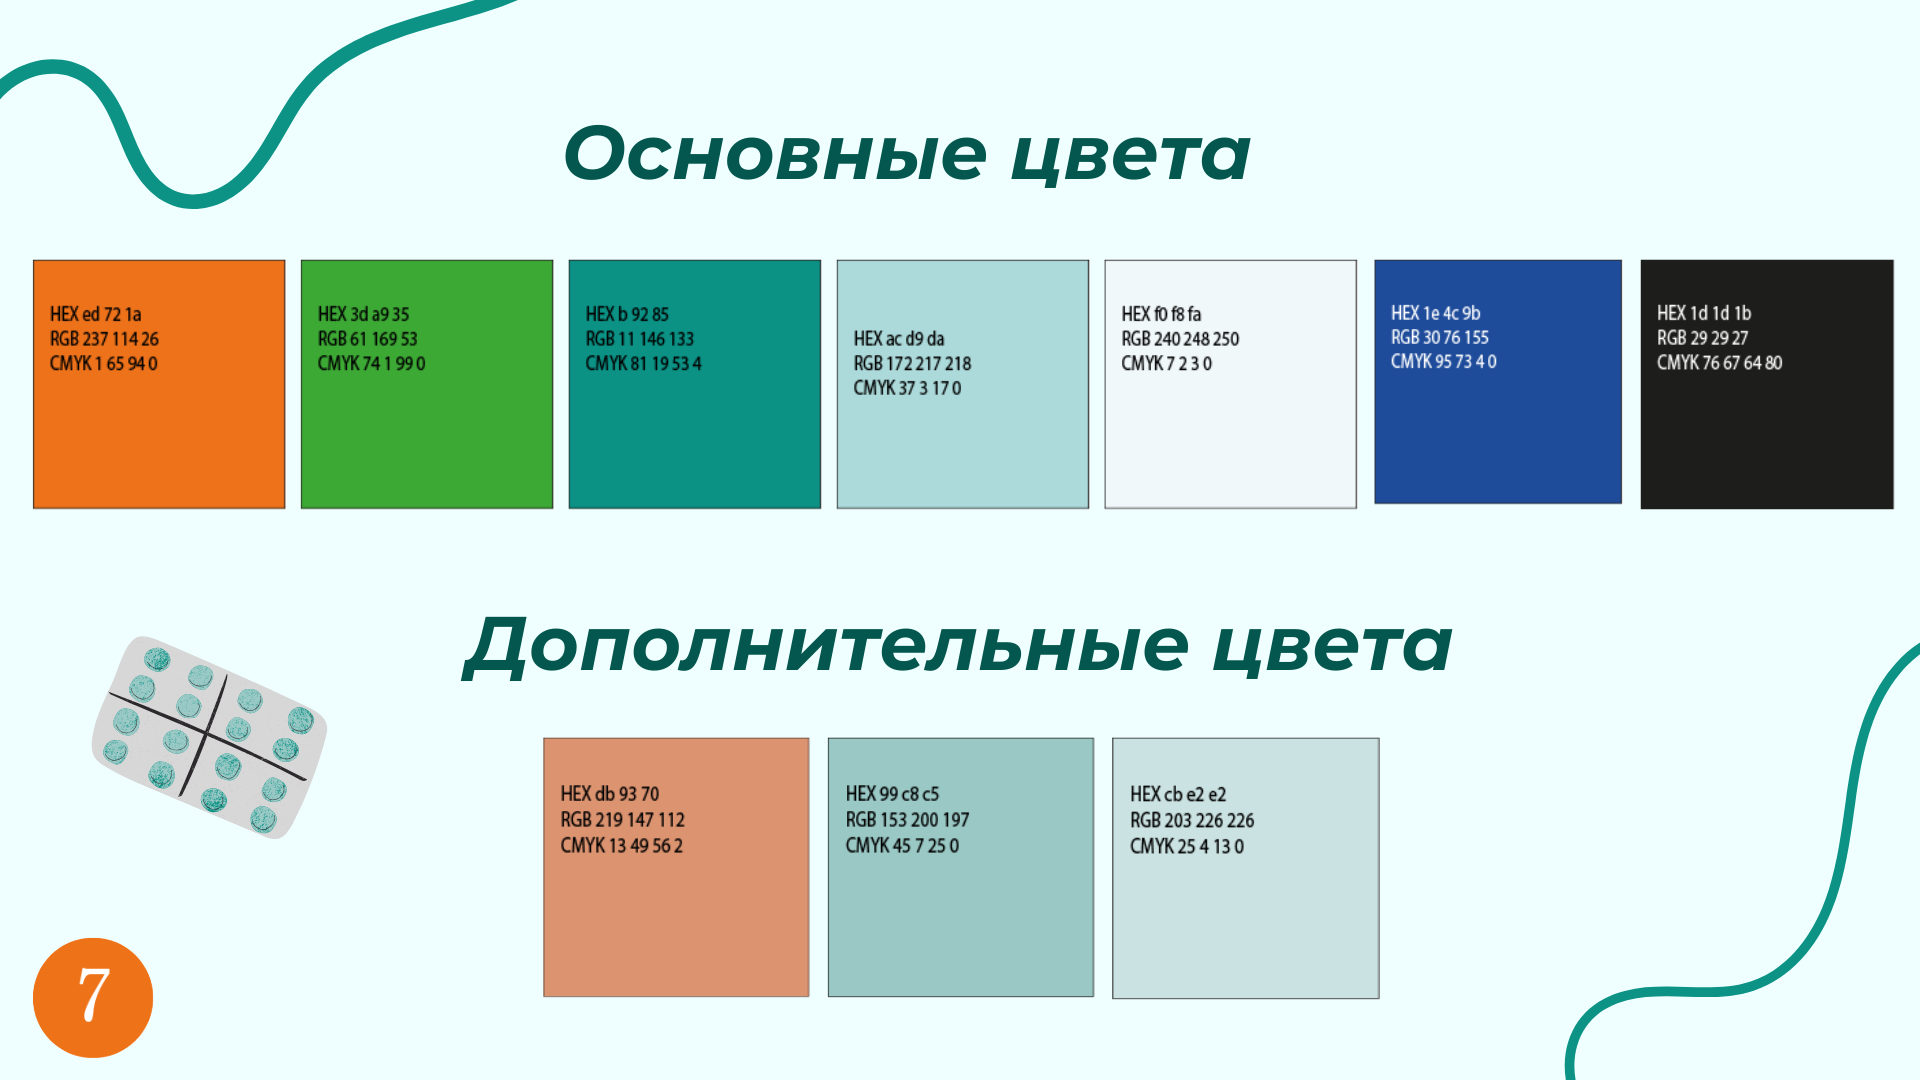 Основные цвета
HEX ed 72 1a
RGB 237 114 26
CMYK 1 65 94 0
HEX 3d a9 35
RGB 61 169 53
CMYK 74 1 99 0
HEX b 92 85
RGB 11 146 133
CMYK 81 19 53 4
HEX ac d9 da
RGB 172 217 218
CMYK 37 3 17 0
HEX f0 f8 fa
RGB 240 248 250
CMYK 7 2 3 0
HEX 1e 4c 9b
RGB 30 76 155
CMYK 95 73 4 0
HEX 1d 1d 1b
RGB 29 29 27
CMYK 76 67 64 80
Дополнительные цвета
HEX db 93 70
RGB 219 147 112
CMYK 13 49 56 2
HEX 99 c8 c5
RGB 153 200 197
CMYK 45 7 25 0
HEX cb e2 e2
RGB 203 226 226
CMYK 25 4 13 0
7